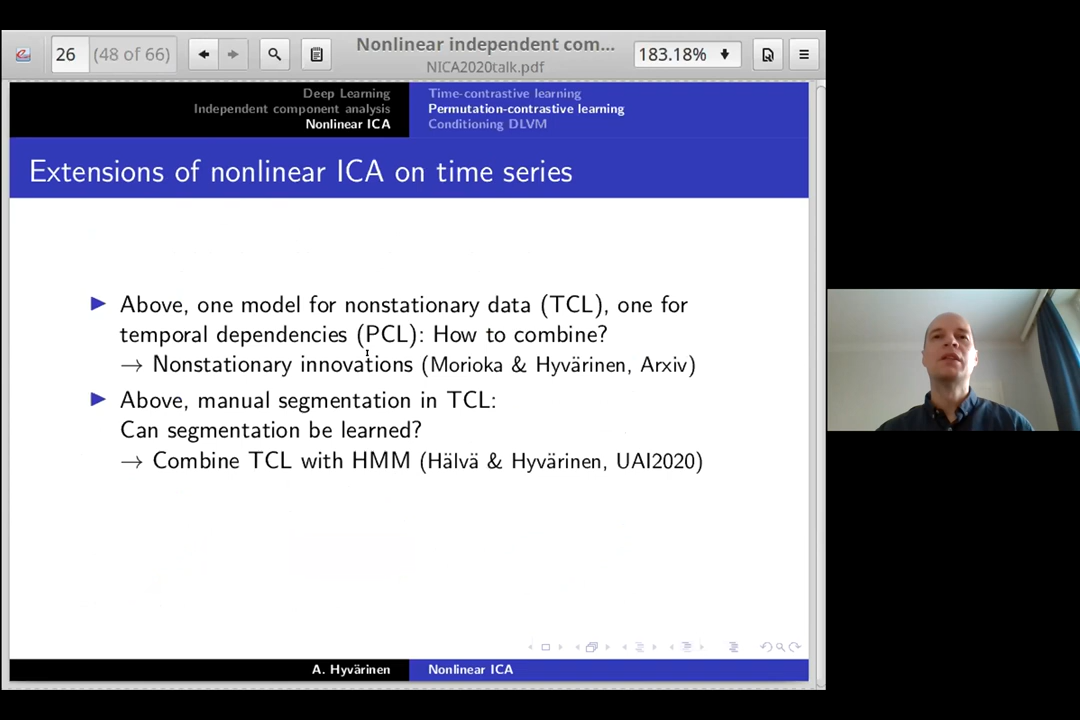 26
(48 of 66)
Nonlinear independent com...
NICA2020talk.pdf
183.18%
Deep Learning
Independent component analysis
Nonlinear ICA
Time-contrastive learning
Permutation-contrastive learning
Conditioning DLVM
Extensions of nonlinear ICA on time series
Above, one model for nonstationary data (TCL), one for
temporal dependencies (PCL): How to combine?
→ Nonstationary innovations (Morioka & Hyvärinen, Arxiv)
Above, manual segmentation in TCL:
Can segmentation be learned?
→ Combine TCL with HMM (Hälvä & Hyvärinen, UAI2020)
A. Hyvärinen
Nonlinear ICA